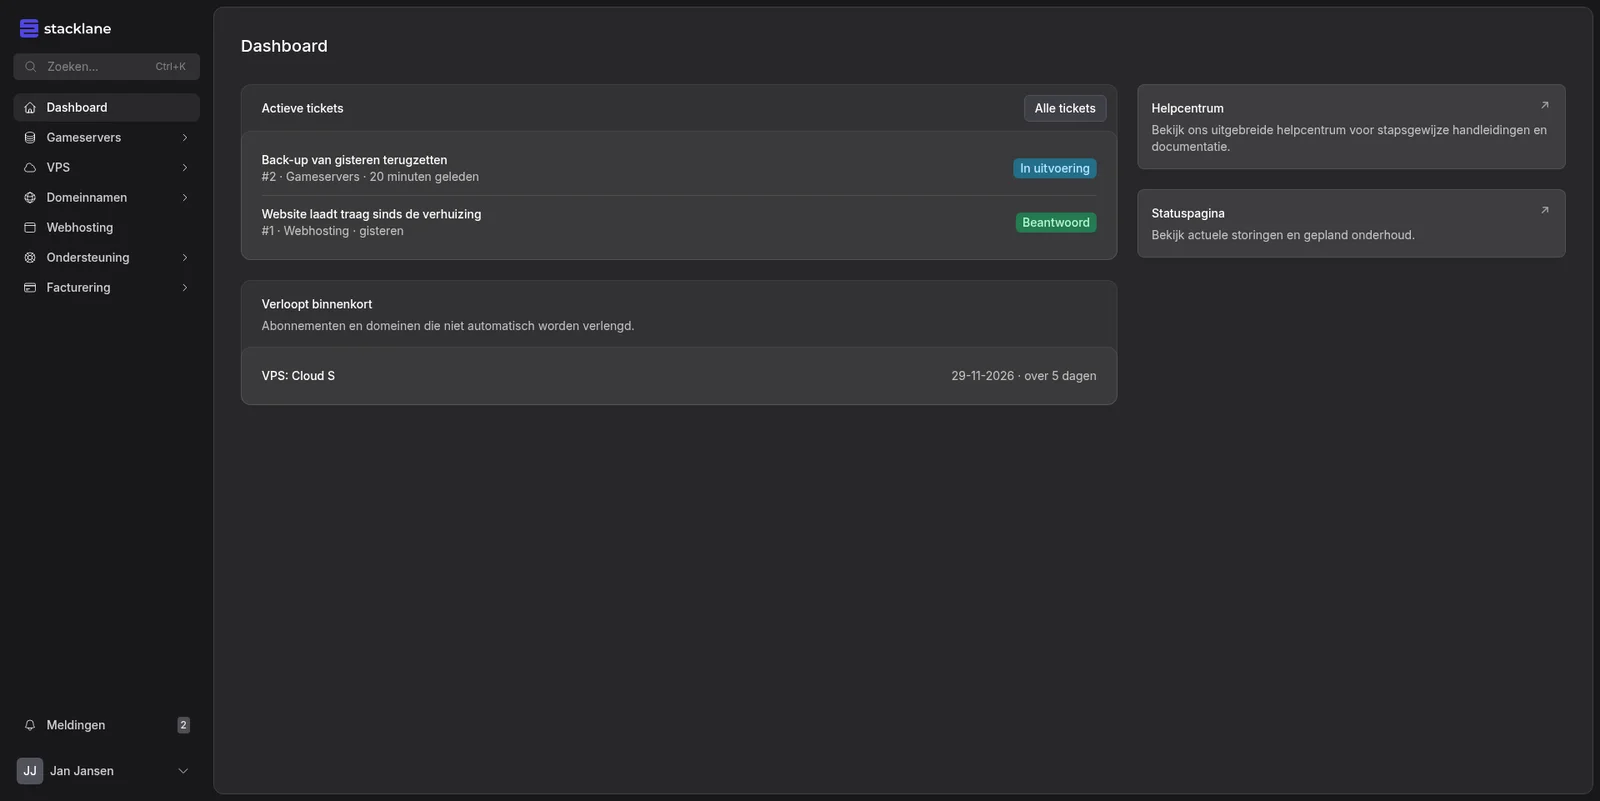 stacklane
Zoeken... Ctrl+K
Dashboard
Gameservers
VPS
Domeinnamen
Webhosting
Ondersteuning
Facturering
Meldingen 2
JJ Jan Jansen
Dashboard
Actieve tickets Alle tickets
Back-up van gisteren terugzetten
#2 · Gameservers · 20 minuten geleden
In uitvoering
Website laadt traag sinds de verhuizing
#1 · Webhosting · gisteren
Beantwoord
Verloopt binnenkort
Abonnementen en domeinen die niet automatisch worden verlengd.
VPS: Cloud S 29-11-2026 · over 5 dagen
Helpcentrum
Bekijk ons uitgebreide helpcentrum voor stapsgewijze handleidingen en
documentatie.
Statuspagina
Bekijk actuele storingen en gepland onderhoud.